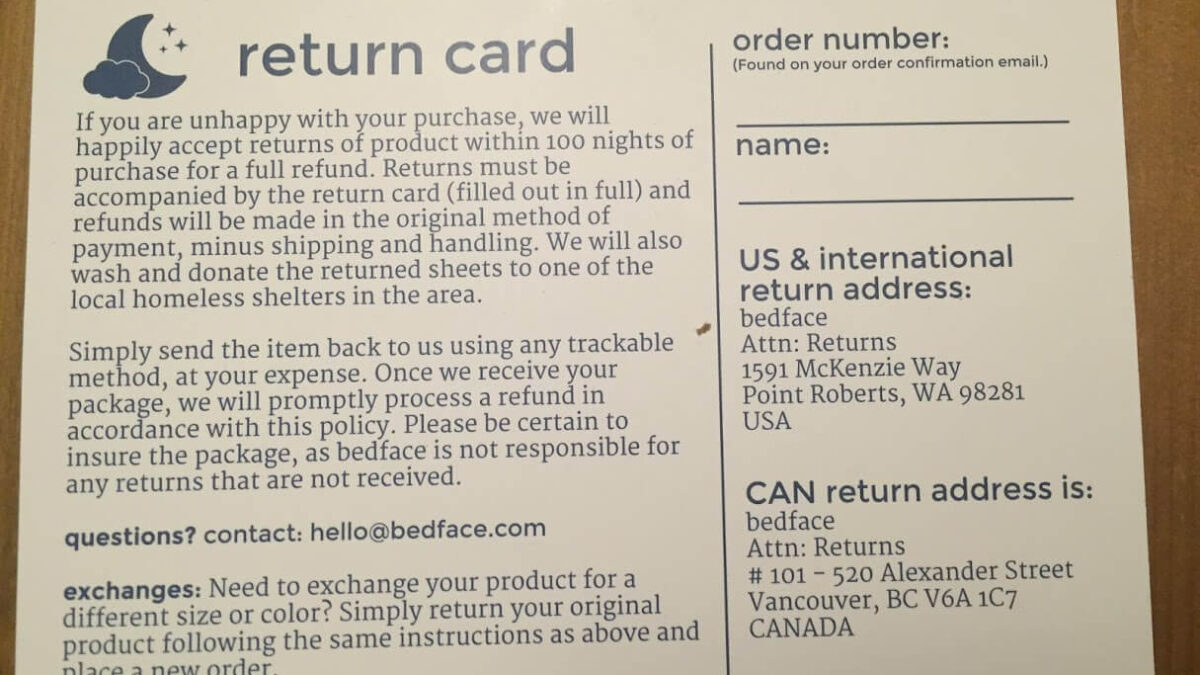 return card
If you are unhappy with your purchase, we will
happily accept returns of product within 100 nights of
purchase for a full refund. Returns must be
accompanied by the return card (filled out in full) and
refunds will be made in the original method of
payment, minus shipping and handling. We will also
wash and donate the returned sheets to one of the
local homeless shelters in the area.
Simply send the item back to us using any trackable
method, at your expense. Once we receive your
package, we will promptly process a refund in
accordance with this policy. Please be certain to
insure the package, as bedface is not responsible for
any returns that are not received.
questions? contact: hello@bedface.com
exchanges: Need to exchange your product for a
different size or color? Simply return your original
product following the same instructions as above and
place a new order.
order number:
(Found on your order confirmation email.)
name:
US & international
return address:
bedface
Attn: Returns
1591 McKenzie Way
Point Roberts, WA 98281
USA
CAN return address is:
bedface
Attn: Returns
# 101 - 520 Alexander Street
Vancouver, BC V6A 1C7
CANADA